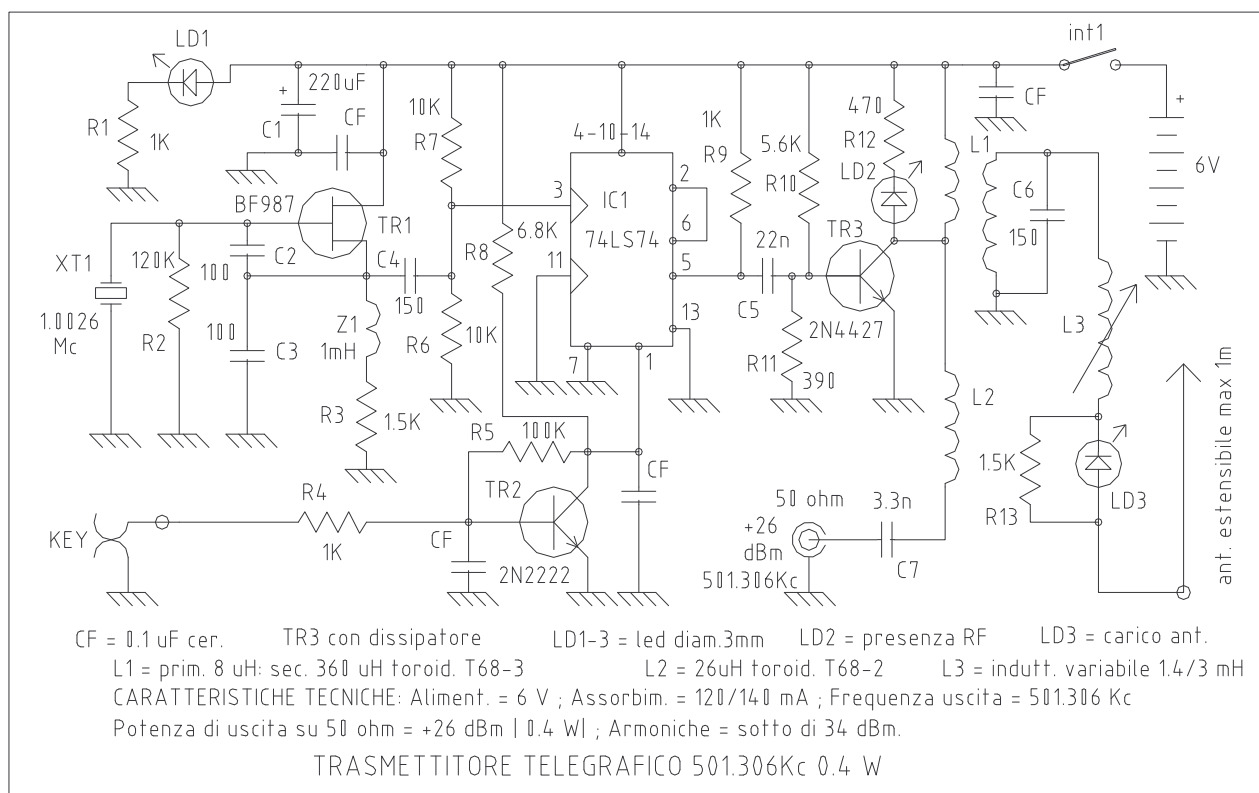 LD1
int1
220uF
+
10K
470
CF
+
CF
R1
1K
C1
R7
4-10-14
1K
R9
5.6K
R12
L1
6V
R10
LD2
C6
BF987
3
IC1
2
TR1
6.8K
74LS74
6
22n
TR3
150
XT1
120K
C2
C4
R8
11
5
100
150
13
C5
2N4427
L3
1.0026
Mc
R2
100
C3
Z1
1mH
R6
10K
7
1
R11
390
L2
R3
1.5K
R5
100K
1.5K
R4
TR2
CF
50 ohm
3.3n
R13
LD3
ant. estensibile max 1m
KEY
1K
CF
2N2222
+26
dBm
501.306Kc
C7
CF = 0.1 uF cer. TR3 con dissipatore LD1-3 = led diam.3mm LD2 = presenza RF LD3 = carico ant.
L1 = prim. 8 uH: sec. 360 uH toroid. T68-3 L2 = 26uH toroid. T68-2 L3 = indutt. variabile 1.4/3 mH
CARATTERISTICHE TECNICHE: Aliment. = 6 V ; Assorbim. = 120/140 mA ; Frequenza uscita = 501.306 Kc
Potenza di uscita su 50 ohm = +26 dBm | 0.4 W| ; Armoniche = sotto di 34 dBm.
TRASMETTITORE TELEGRAFICO 501.306Kc 0.4 W